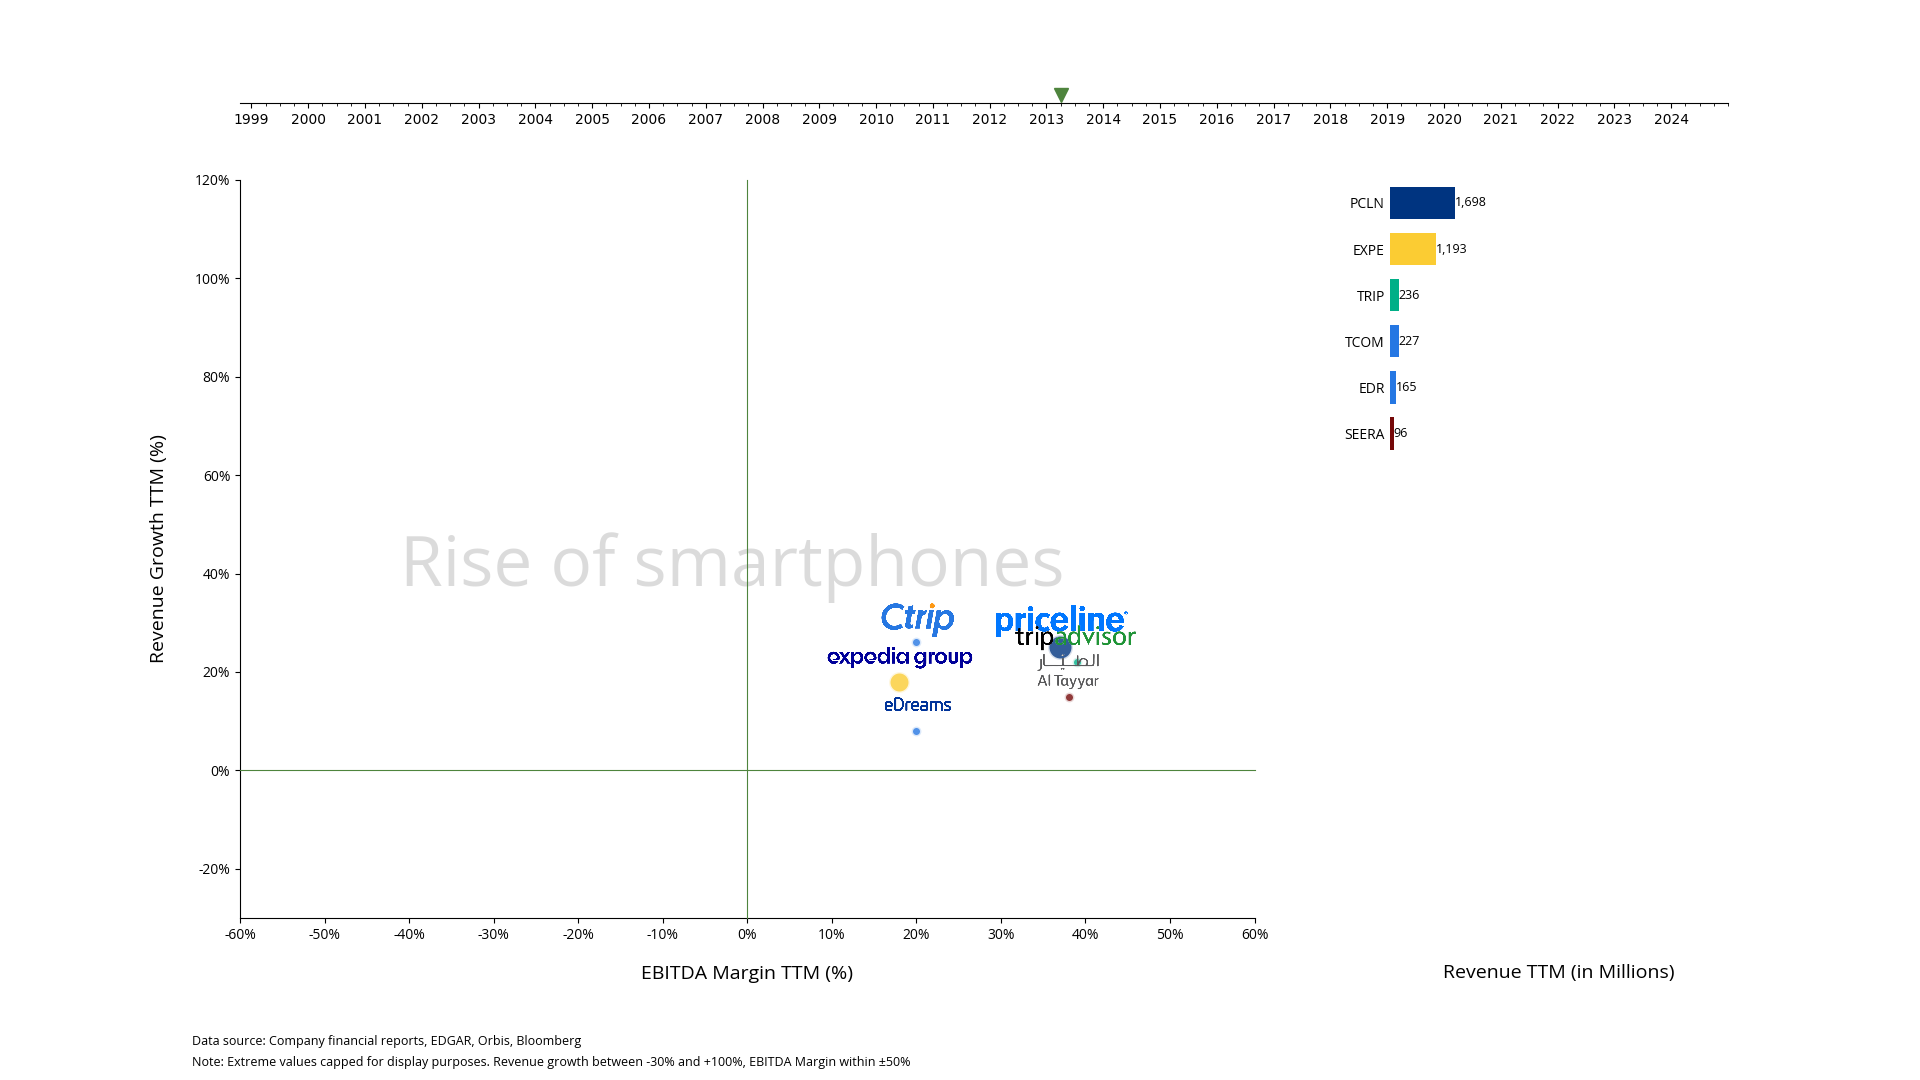 1999 2000 2001 2002 2003 2004 2005 2006 2007 2008 2009 2010 2011 2012 2013 2014 2015 2016 2017 2018 2019 2020 2021 2022 2023 2024
120%
100%
80%
60%
40%
20%
0%
-20%
Revenue Growth TTM (%)
Rise of smartphones
Ctrip
priceline
tripadvisor
expedia group
الطيار
Al Tayyar
eDreams
-60% -50% -40% -30% -20% -10% 0% 10% 20% 30% 40% 50% 60%
EBITDA Margin TTM (%)
PCLN 1,698
EXPE 1,193
TRIP 236
TCOM 227
EDR 165
SEERA 96
Revenue TTM (in Millions)
Data source: Company financial reports, EDGAR, Orbis, Bloomberg
Note: Extreme values capped for display purposes. Revenue growth between -30% and +100%, EBITDA Margin within ±50%